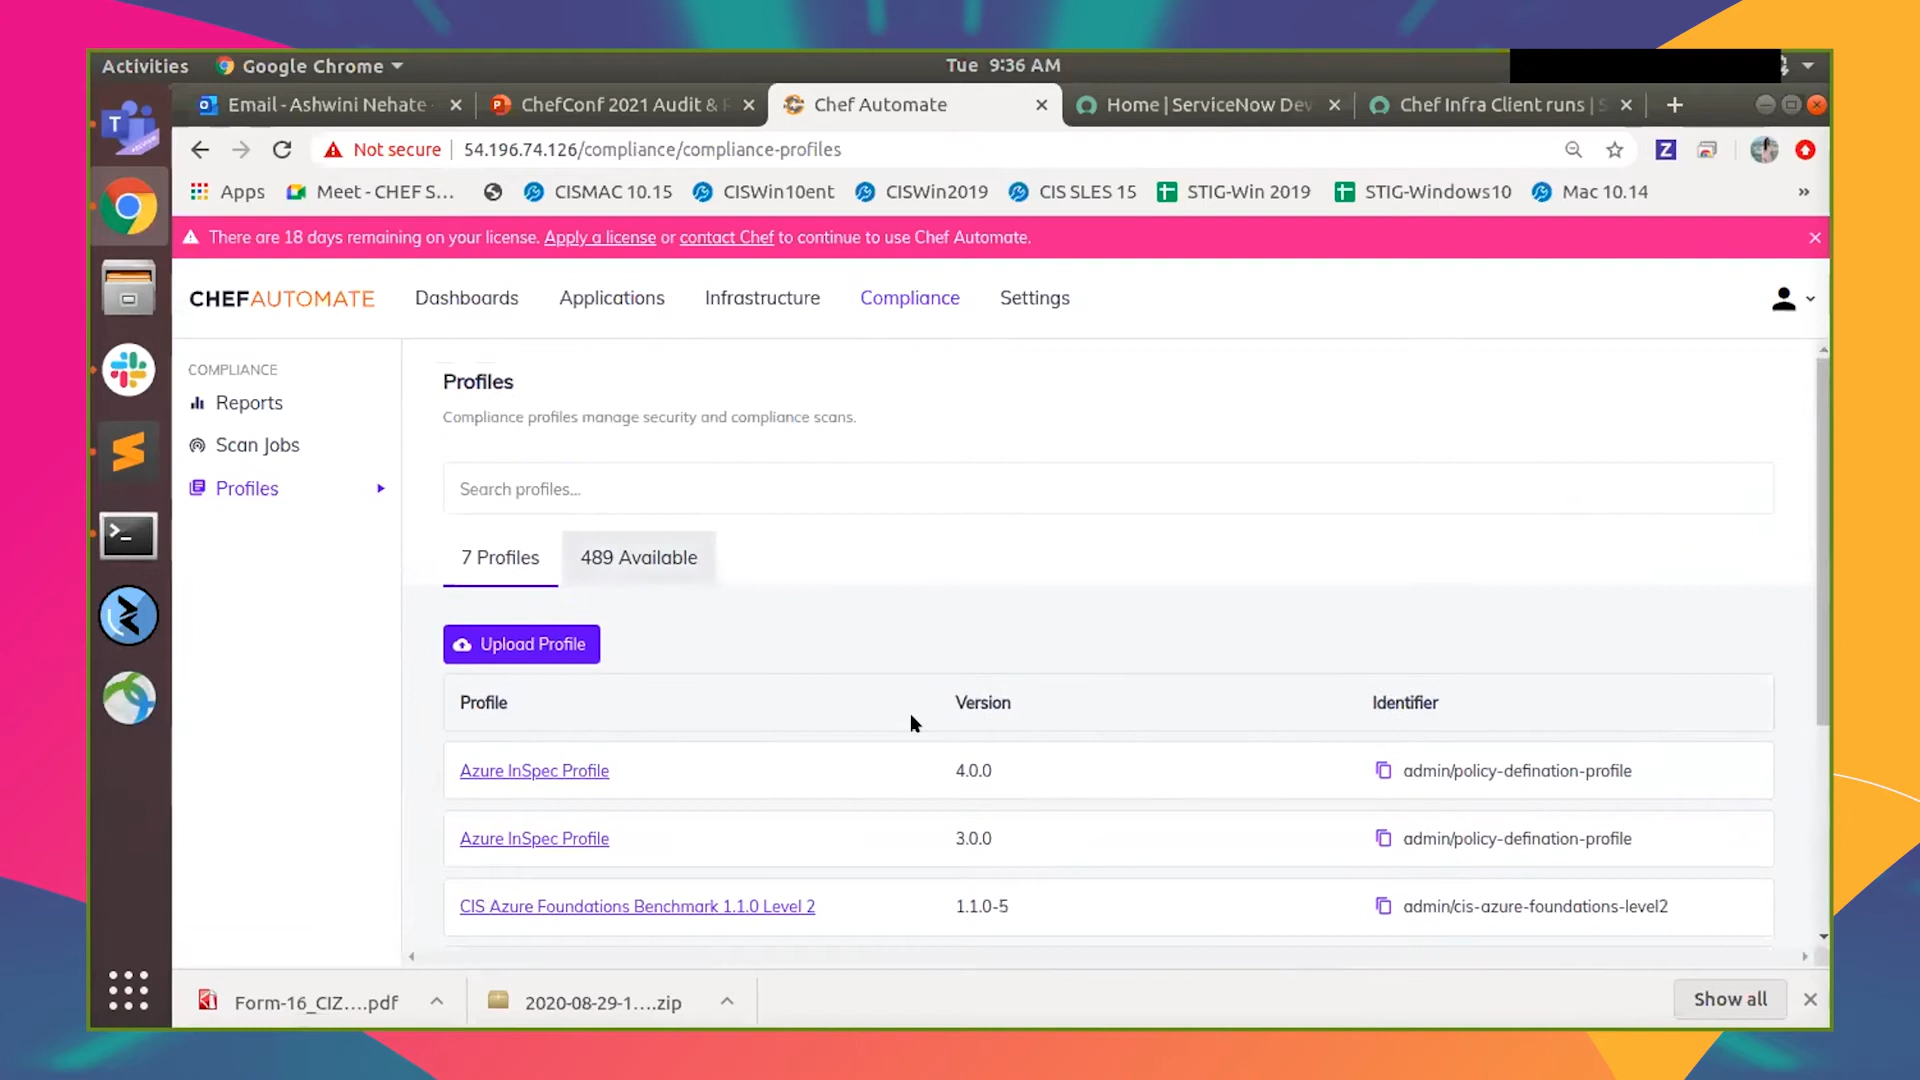 Activities Google Chrome Tue 9:36 AM
Email - Ashwini Nehate ChefConf 2021 Audit & Chef Automate Home | ServiceNow Dev Chef Infra Client runs | S
Not secure 54.196.74.126/compliance/compliance-profiles Z
Apps Meet - CHEF S... CISMAC 10.15 CISWin10ent CISWin2019 CIS SLES 15 STIG-Win 2019 STIG-Windows10 Mac 10.14 »
There are 18 days remaining on your license. Apply a license or contact Chef to continue to use Chef Automate.
CHEFAUTOMATE Dashboards Applications Infrastructure Compliance Settings
COMPLIANCE
Reports
Scan Jobs
Profiles
Profiles
Compliance profiles manage security and compliance scans.
Search profiles...
7 Profiles 489 Available
Upload Profile
Profile Version Identifier
Azure InSpec Profile 4.0.0 admin/policy-defination-profile
Azure InSpec Profile 3.0.0 admin/policy-defination-profile
CIS Azure Foundations Benchmark 1.1.0 Level 2 1.1.0-5 admin/cis-azure-foundations-level2
Form-16_CIZ....pdf 2020-08-29-1....zip Show all